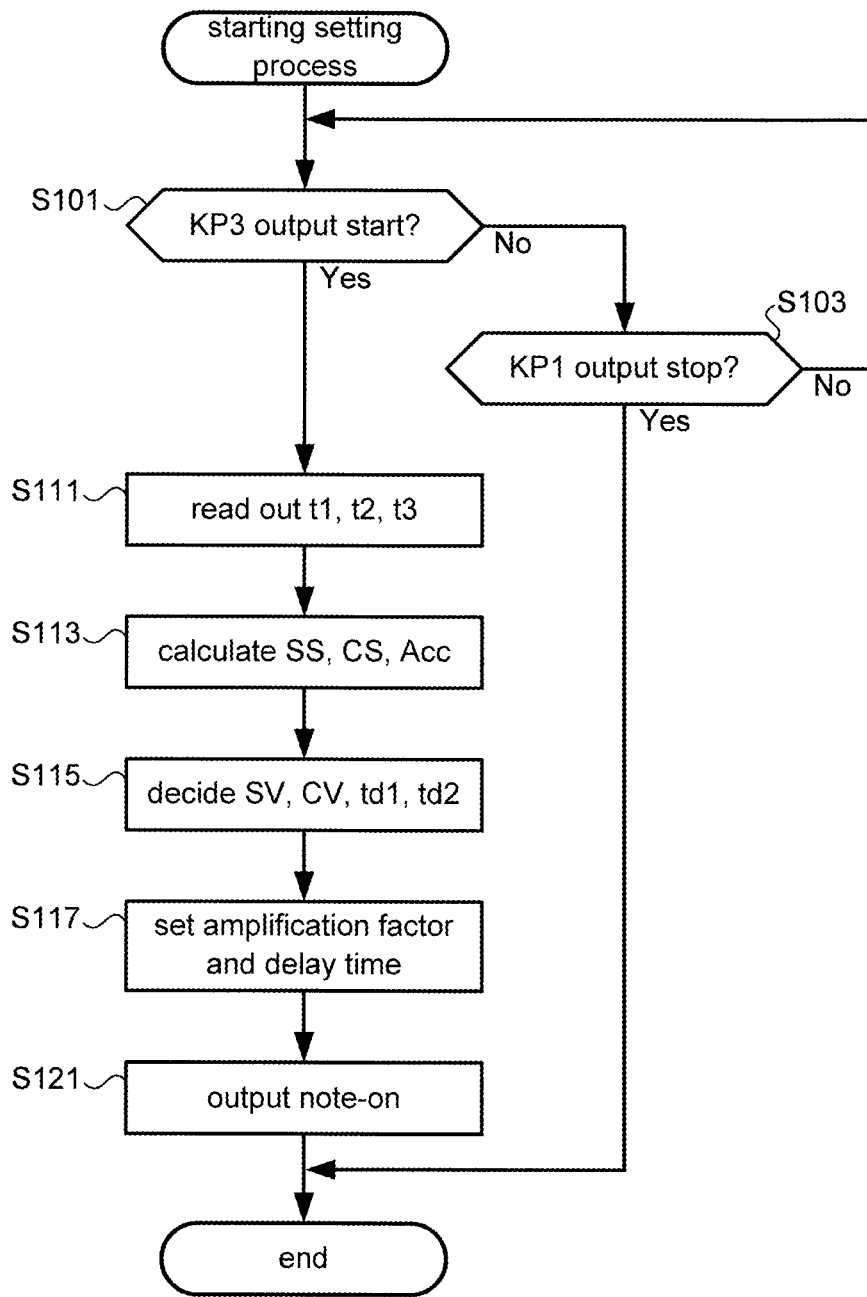 starting setting
process
S101
KP3 output start?
No
Yes
S103
KP1 output stop?
No
Yes
S111
read out t1, t2, t3
S113
calculate SS, CS, Acc
S115
decide SV, CV, td1, td2
S117
set amplification factor
and delay time
S121
output note-on
end